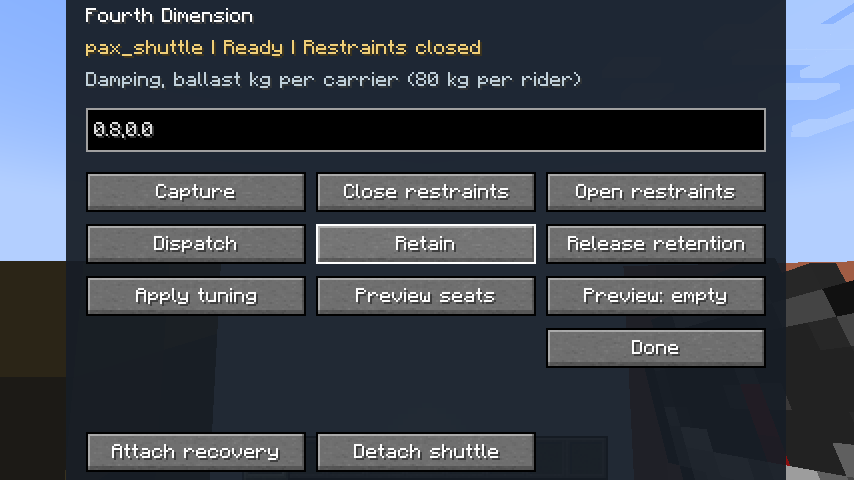 Fourth Dimension
pax_shuttle | Ready | Restraints closed
Damping, ballast kg per carrier (80 kg per rider)
0.8,0.0
Capture
Close restraints
Open restraints
Dispatch
Retain
Release retention
Apply tuning
Preview seats
Preview: empty
Done
Attach recovery
Detach shuttle